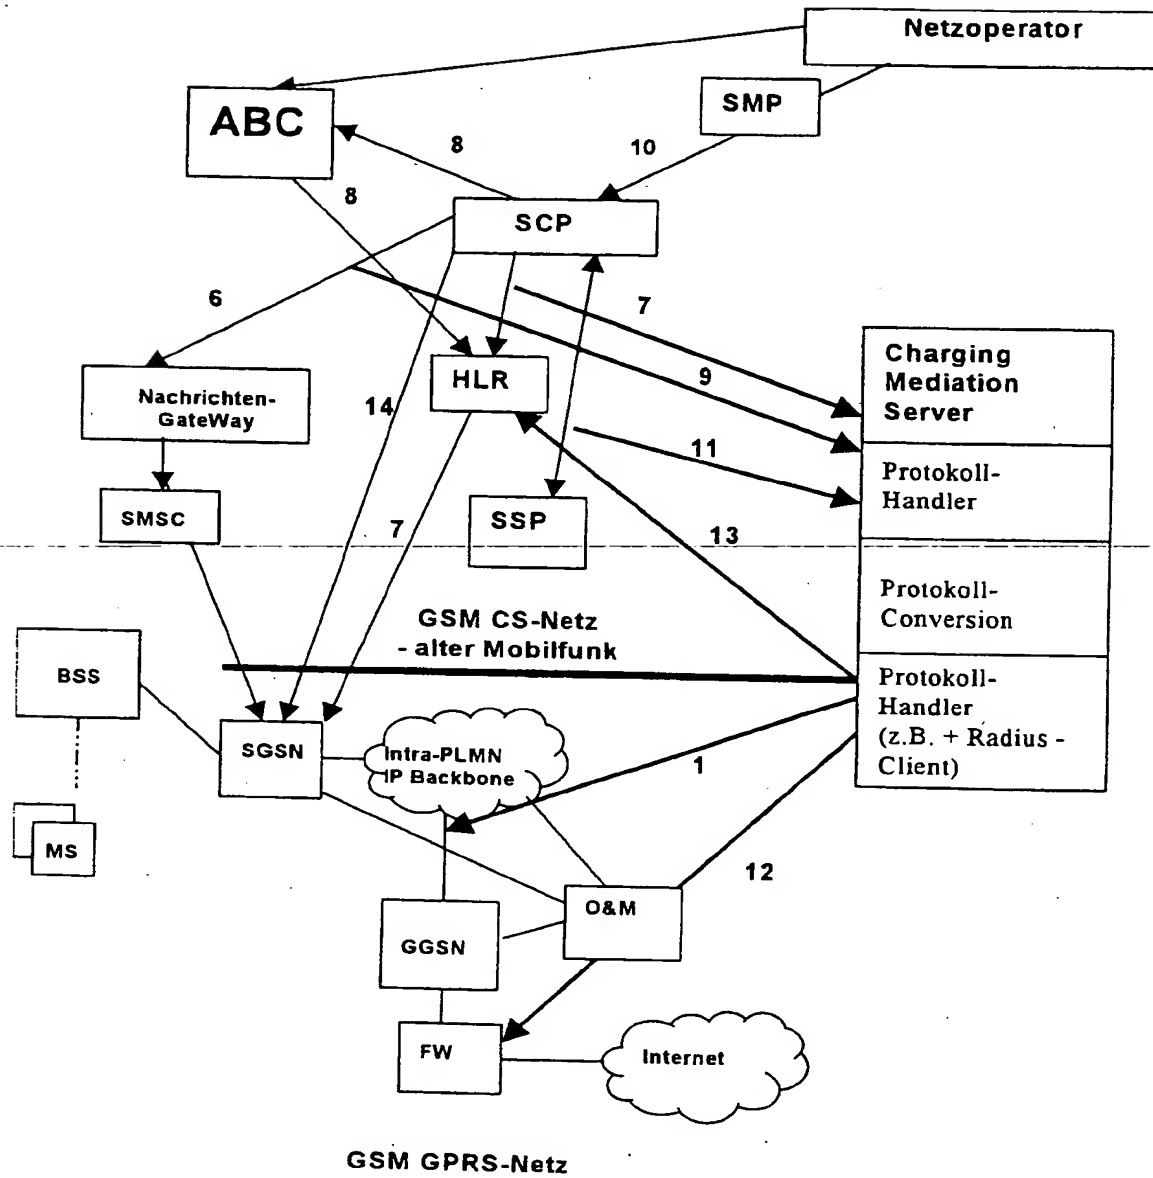 Netzoperator
SMP
ABC
8
10
8
SCP
6
7
Charging
Mediation
Server
HLR
9
Nachrichten-
GateWay
14
11
Protokoll-
Handler
SMSC
SSP
7
13
Protokoll-
Conversion
GSM CS-Netz
- alter Mobilfunk
BSS
Protokoll-
Handler
(z.B. + Radius -
Client)
SGSN
Intra-PLMN
IP Backbone
1
MS
12
O&M
GGSN
FW
Internet
GSM GPRS-Netz